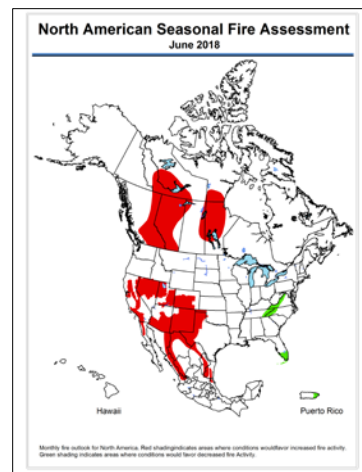 North American Seasonal Fire Assessment
June 2018
Hawaii
Puerto Rico
Monthly fire outlook for North America. Red shadingindicates areas where conditions wouldfavor increased fire activity.
Green shading indicates areas where conditions would favor decreased fire Activity.